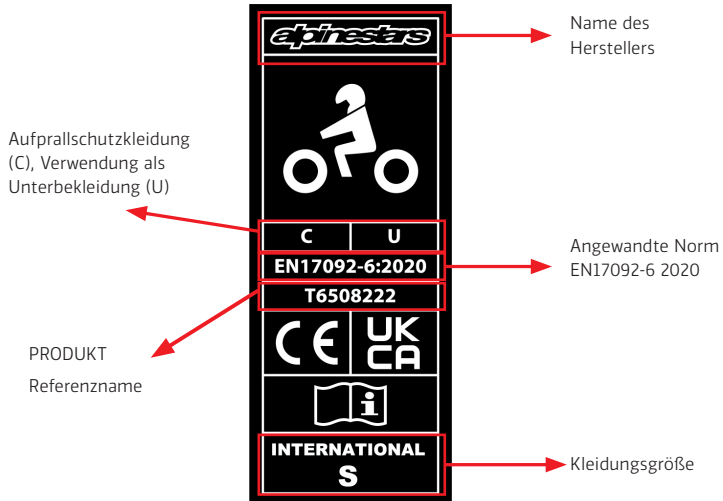 alpinestars
Name des
Herstellers
Aufprallschutzkleidung
(C), Verwendung als
Unterbekleidung (U)
C U
EN17092-6:2020
Angewandte Norm
EN17092-6 2020
T6508222
PRODUKT
Referenzname
CE UK
CA
i
INTERNATIONAL
S
Kleidungsgröße